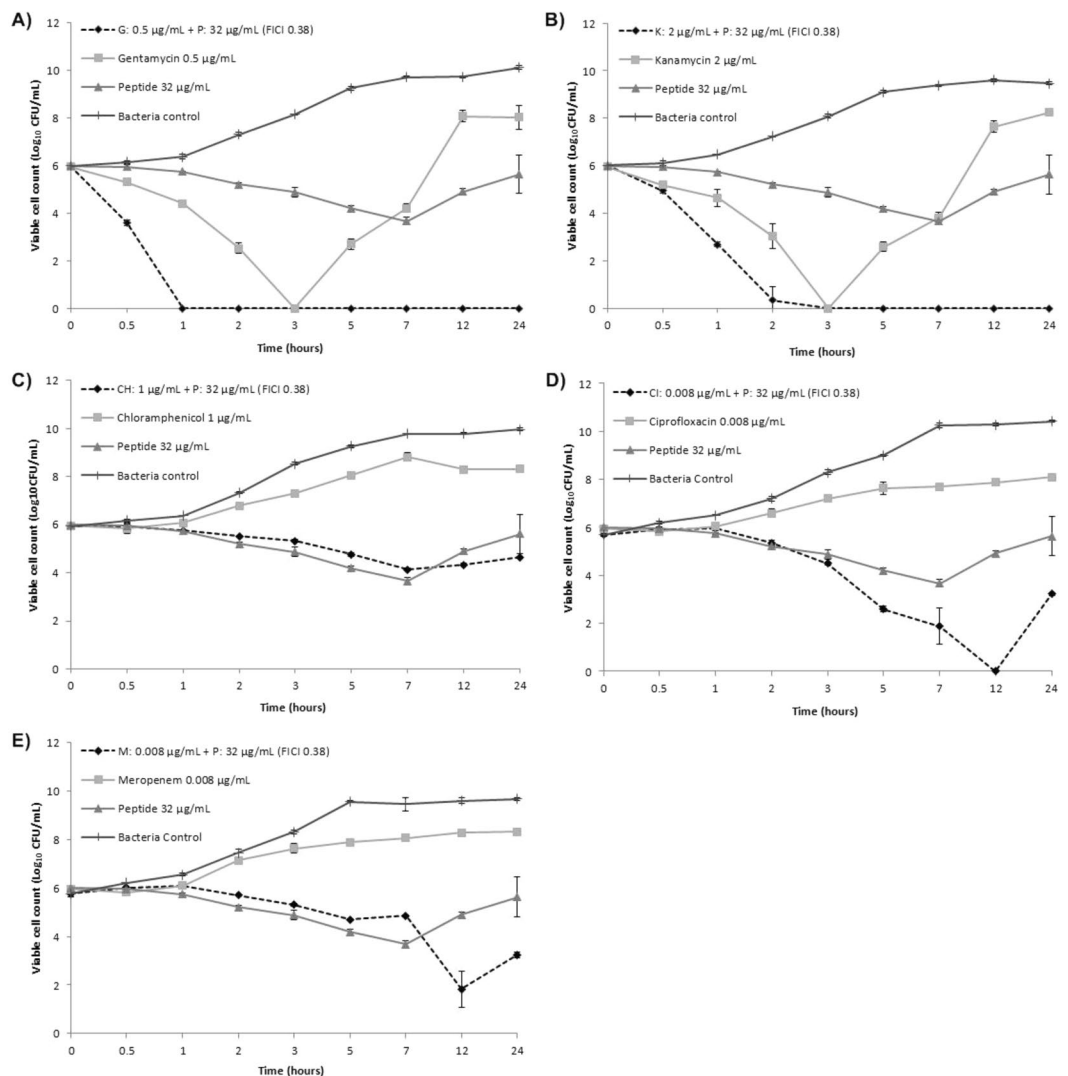 A)
G: 0.5 µg/mL + P: 32 µg/mL (FICI 0.38)
Gentamycin 0.5 µg/mL
Peptide 32 µg/mL
Bacteria control
Viable cell count (Log10 CFU/mL)
12
10
8
6
4
2
0
0 0.5 1 2 3 5 7 12 24
Time (hours)
B)
K: 2 µg/mL + P: 32 µg/mL (FICI 0.38)
Kanamycin 2 µg/mL
Peptide 32 µg/mL
Bacteria control
Viable cell count (Log10 CFU/mL)
12
10
8
6
4
2
0
0 0.5 1 2 3 5 7 12 24
Time (hours)
C)
CH: 1 µg/mL + P: 32 µg/mL (FICI 0.38)
Chloramphenicol 1 µg/mL
Peptide 32 µg/mL
Bacteria control
Viable cell count (Log10CFU/mL)
12
10
8
6
4
2
0
0 0.5 1 2 3 5 7 12 24
Time (hours)
D)
CI: 0.008 µg/mL + P: 32 µg/mL (FICI 0.38)
Ciprofloxacin 0.008 µg/mL
Peptide 32 µg/mL
Bacteria Control
Viable cell count (Log10 CFU/mL)
12
10
8
6
4
2
0
0 0.5 1 2 3 5 7 12 24
Time (hours)
E)
M: 0.008 µg/mL + P: 32 µg/mL (FICI 0.38)
Meropenem 0.008 µg/mL
Peptide 32 µg/mL
Bacteria Control
Viable cell count (Log10 CFU/mL)
12
10
8
6
4
2
0
0 0.5 1 2 3 5 7 12 24
Time (hours)